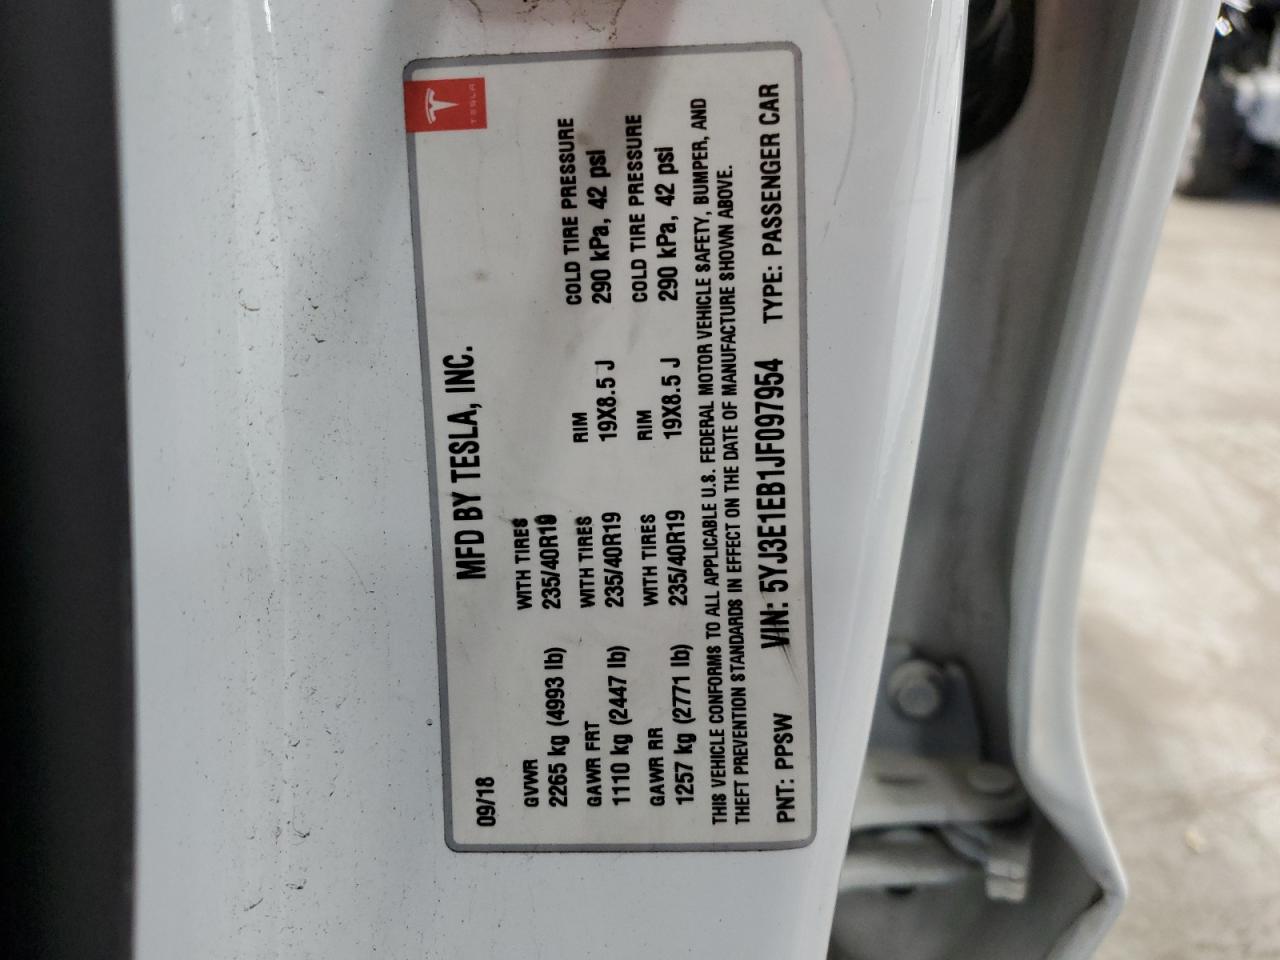 TESLA
09/18 MFD BY TESLA, INC.
GVWR WITH TIRES
2265 kg (4993 lb) 235/40R19
GAWR FRT WITH TIRES RIM COLD TIRE PRESSURE
1110 kg (2447 lb) 235/40R19 19X8.5 J 290 kPa, 42 psi
GAWR RR WITH TIRES RIM COLD TIRE PRESSURE
1257 kg (2771 lb) 235/40R19 19X8.5 J 290 kPa, 42 psi
THIS VEHICLE CONFORMS TO ALL APPLICABLE U.S. FEDERAL MOTOR VEHICLE SAFETY, BUMPER, AND
THEFT PREVENTION STANDARDS IN EFFECT ON THE DATE OF MANUFACTURE SHOWN ABOVE.
PNT: PPSW VIN: 5YJ3E1EB1JF097954 TYPE: PASSENGER CAR